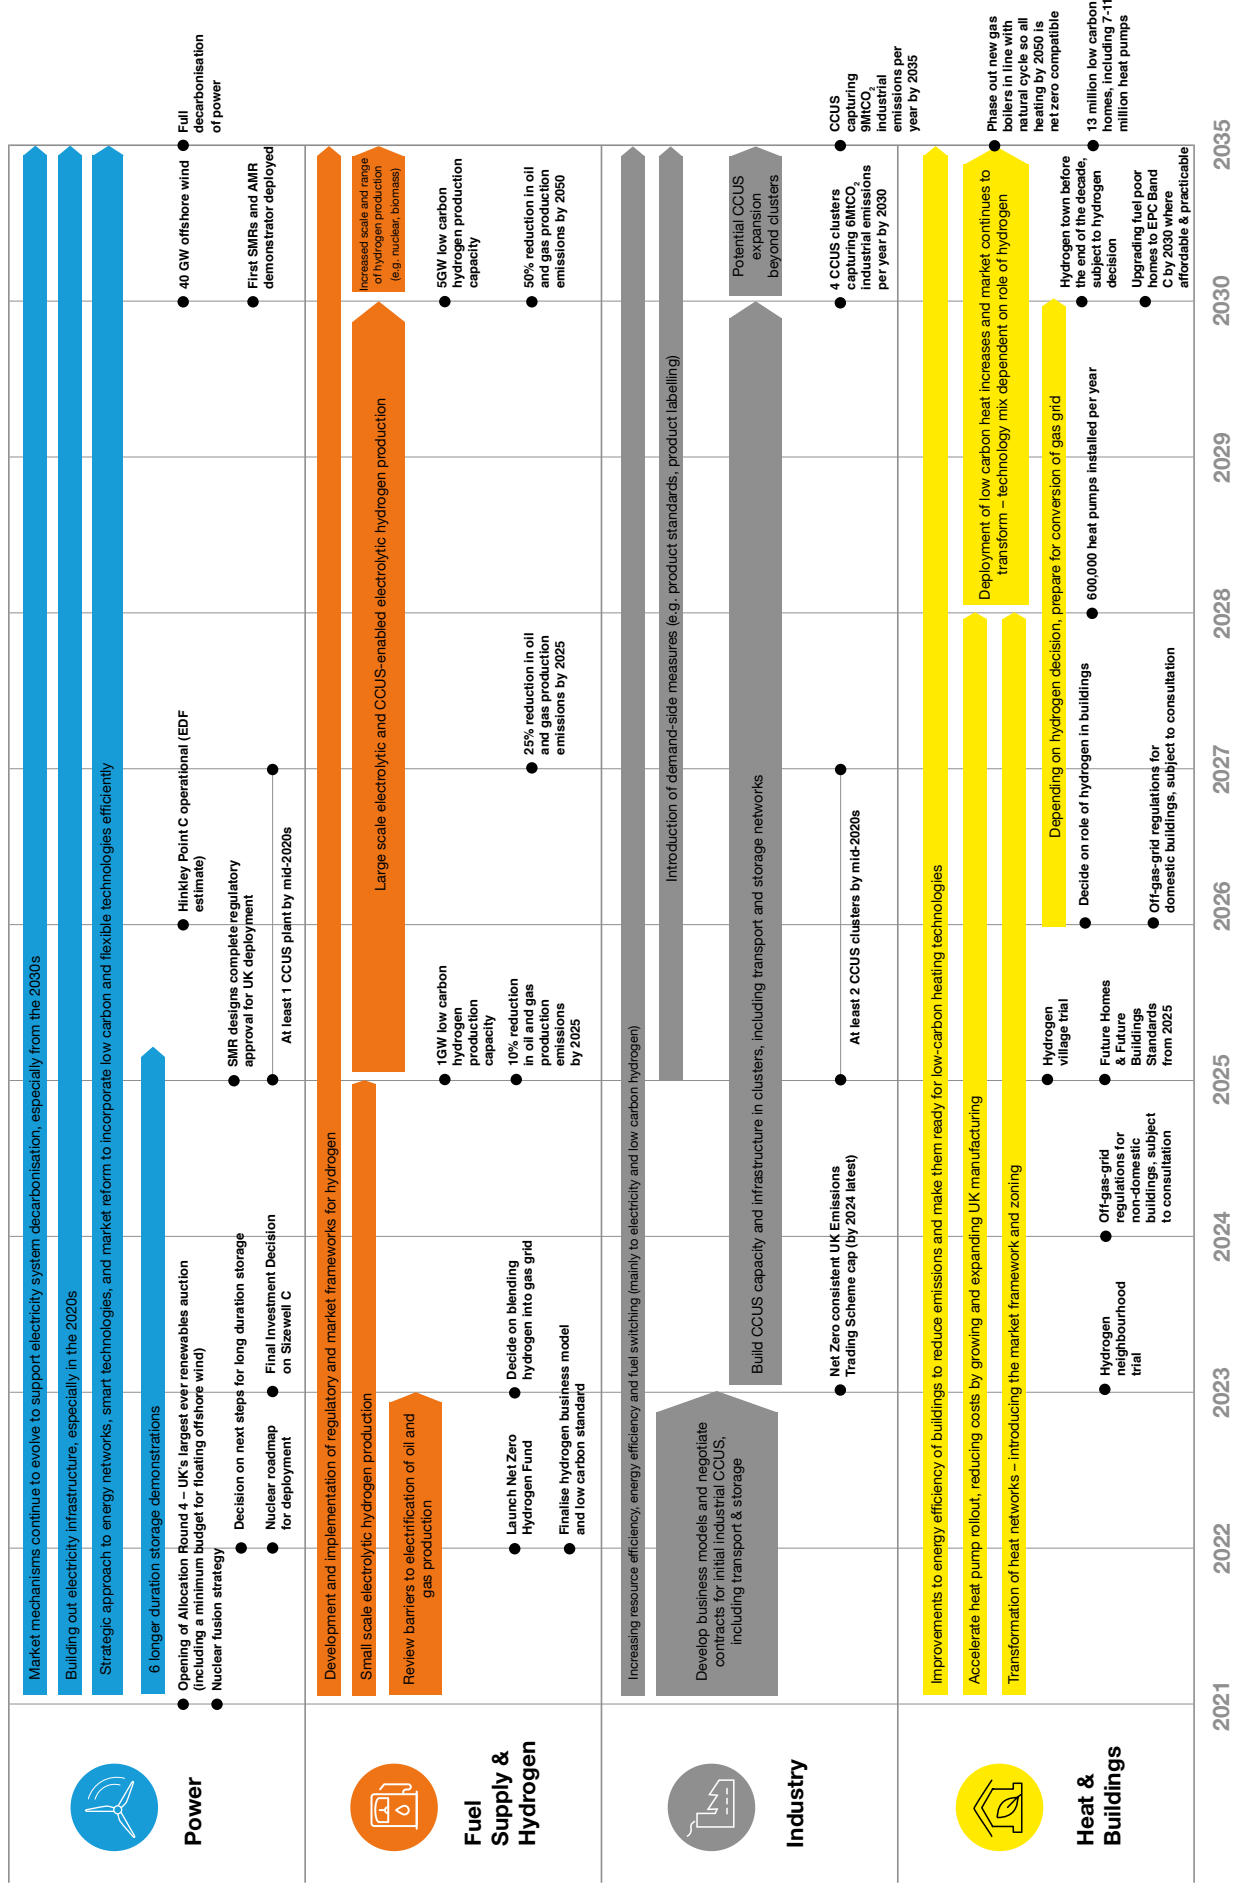 Power
Market mechanisms continue to evolve to support electricity system decarbonisation, especially from the 2030s
Building out electricity infrastructure, especially in the 2020s
Strategic approach to energy networks, smart technologies, and market reform to incorporate low carbon and flexible technologies efficiently
6 longer duration storage demonstrations
Opening of Allocation Round 4 – UK's largest ever renewables auction
(including a minimum budget for floating offshore wind)
Nuclear fusion strategy
Decision on next steps for long duration storage
Nuclear roadmap
for deployment
Final Investment Decision
on Sizewell C
SMR designs complete regulatory
approval for UK deployment
At least 1 CCUS plant by mid-2020s
Hinkley Point C operational (EDF
estimate)
40 GW offshore wind
First SMRs and AMR
demonstrator deployed
Full
decarbonisation
of power
Fuel
Supply &
Hydrogen
Development and implementation of regulatory and market frameworks for hydrogen
Small scale electrolytic hydrogen production
Review barriers to electrification of oil and
gas production
Large scale electrolytic and CCUS-enabled electrolytic hydrogen production
Increased scale and range
of hydrogen production
(e.g. nuclear, biomass)
Launch Net Zero
Hydrogen Fund
Finalise hydrogen business model
and low carbon standard
Decide on blending
hydrogen into gas grid
1GW low carbon
hydrogen
production
capacity
10% reduction
in oil and gas
production
emissions
by 2025
25% reduction in oil
and gas production
emissions by 2025
5GW low carbon
hydrogen production
capacity
50% reduction in oil
and gas production
emissions by 2050
Industry
Increasing resource efficiency, energy efficiency and fuel switching (mainly to electricity and low carbon hydrogen)
Introduction of demand-side measures (e.g. product standards, product labelling)
Develop business models and negotiate
contracts for initial industrial CCUS,
including transport & storage
Build CCUS capacity and infrastructure in clusters, including transport and storage networks
Potential CCUS
expansion
beyond clusters
Net Zero consistent UK Emissions
Trading Scheme cap (by 2024 latest)
At least 2 CCUS clusters by mid-2020s
4 CCUS clusters
capturing 6MtCO₂
industrial emissions
per year by 2030
CCUS
capturing
9MtCO₂
industrial
emissions per
year by 2035
Heat &
Buildings
Improvements to energy efficiency of buildings to reduce emissions and make them ready for low-carbon heating technologies
Accelerate heat pump rollout, reducing costs by growing and expanding UK manufacturing
Transformation of heat networks – introducing the market framework and zoning
Deployment of low carbon heat increases and market continues to
transform – technology mix dependent on role of hydrogen
Depending on hydrogen decision, prepare for conversion of gas grid
Hydrogen
neighbourhood
trial
Off-gas-grid
regulations for
non-domestic
buildings, subject
to consultation
Hydrogen
village trial
Future Homes
& Future
Buildings
Standards
from 2025
Decide on role of hydrogen in buildings
Off-gas-grid regulations for
domestic buildings, subject to consultation
600,000 heat pumps installed per year
Hydrogen town before
the end of the decade,
subject to hydrogen
decision
Upgrading fuel poor
homes to EPC Band
C by 2030 where
affordable & practicable
Phase out new gas
boilers in line with
natural cycle so all
heating by 2050 is
net zero compatible
13 million low carbon
homes, including 7-11
million heat pumps
2021
2022
2023
2024
2025
2026
2027
2028
2029
2030
2035